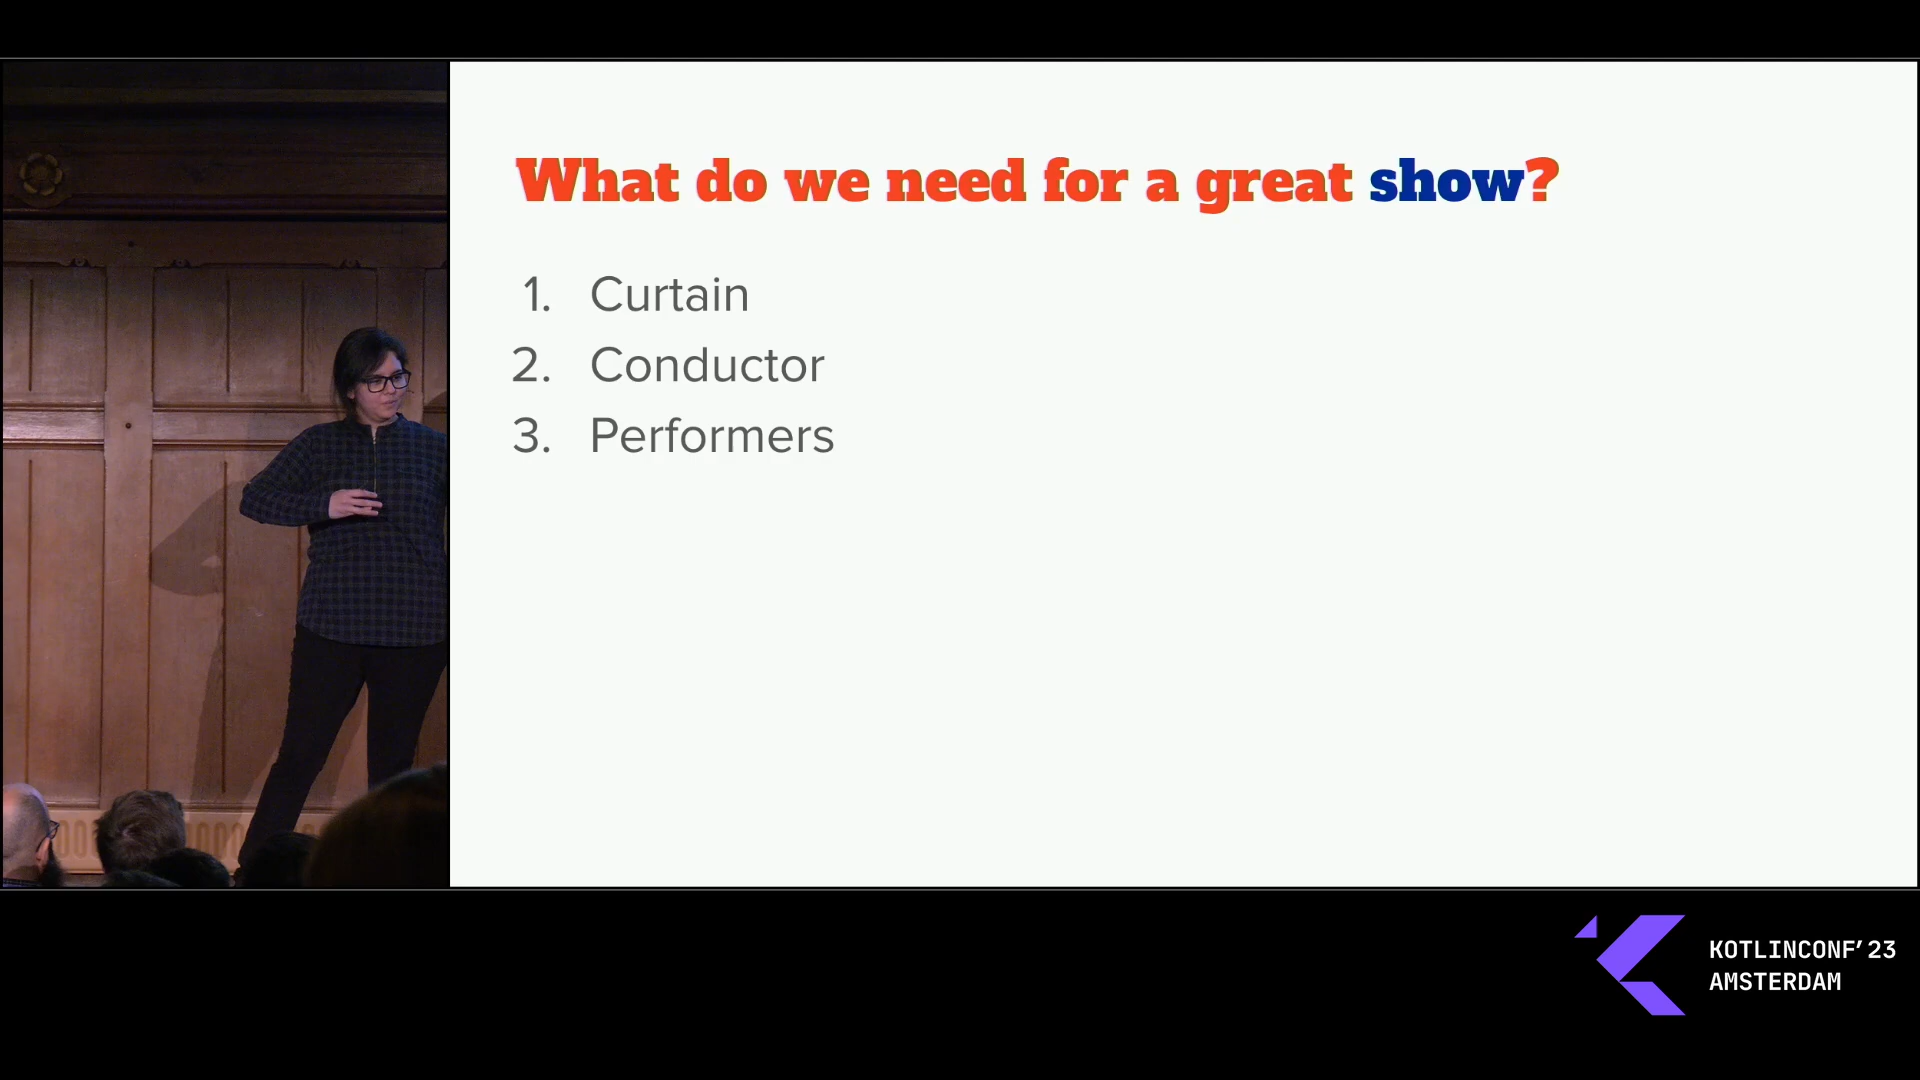 What do we need for a great show?
1. Curtain
2. Conductor
3. Performers
KOTLINCONF'23
AMSTERDAM